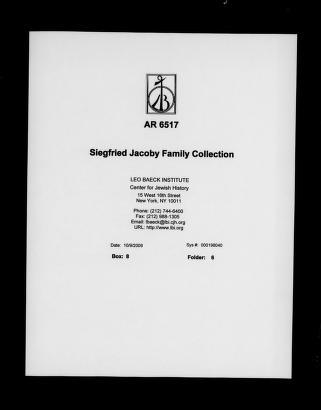 AR 6517
Siegfried Jacoby Family Collection
LEO BAECK INSTITUTE
Center for Jewish History
15 West 16th Street
New York, NY 10011
Phone: (212) 744-6400
Fax: (212) 988-1305
Email: lbaeck@lbi.cjh.org
URL: http://www.lbi.org
Date: 10/9/2008 Sys #: 000198040
Box: 8 Folder: 6